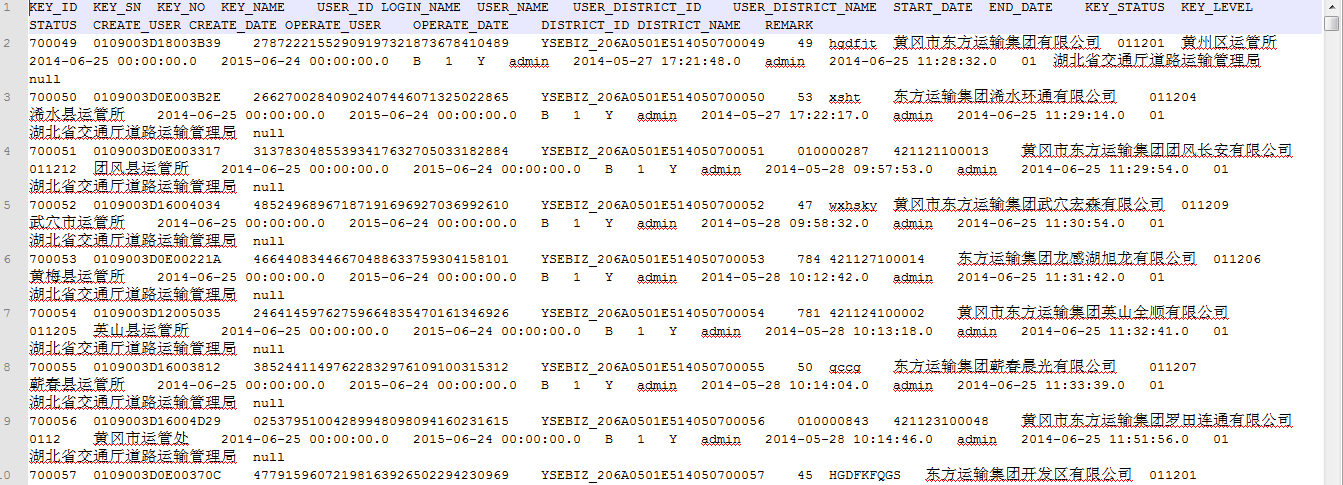 1 KEY_ID KEY_SN KEY_NO KEY_NAME USER_ID LOGIN_NAME USER_NAME USER_DISTRICT_ID USER_DISTRICT_NAME START_DATE END_DATE KEY_STATUS KEY_LEVEL
STATUS CREATE_USER CREATE_DATE OPERATE_USER OPERATE_DATE DISTRICT_ID DISTRICT_NAME REMARK
2 700049 0109003D18003B39 27872221552909197321873678410489 YSEBIZ_206A0501E514050700049 49 hgdfjt 黄冈市东方运输集团有限公司 011201 黄州区运管所
2014-06-25 00:00:00.0 2015-06-24 00:00:00.0 B 1 Y admin 2014-05-27 17:21:48.0 admin 2014-06-25 11:28:32.0 01 湖北省交通厅道路运输管理局
null
3 700050 0109003D0E003B2E 26627002840902407446071325022865 YSEBIZ_206A0501E514050700050 53 xsht 东方运输集团浠水环通有限公司 011204
浠水县运管所 2014-06-25 00:00:00.0 2015-06-24 00:00:00.0 B 1 Y admin 2014-05-27 17:22:17.0 admin 2014-06-25 11:29:14.0 01
湖北省交通厅道路运输管理局 null
4 700051 0109003D0E003317 31378304855393417632705033182884 YSEBIZ_206A0501E514050700051 010000287 421121100013 黄冈市东方运输集团团风长安有限公司
011212 团风县运管所 2014-06-25 00:00:00.0 2015-06-24 00:00:00.0 B 1 Y admin 2014-05-28 09:57:53.0 admin 2014-06-25 11:29:54.0 01
湖北省交通厅道路运输管理局 null
5 700052 0109003D16004034 48524968967187191696927036992610 YSEBIZ_206A0501E514050700052 47 wxhsky 黄冈市东方运输集团武穴宏森有限公司 011209
武穴市运管所 2014-06-25 00:00:00.0 2015-06-24 00:00:00.0 B 1 Y admin 2014-05-28 09:58:32.0 admin 2014-06-25 11:30:54.0 01
湖北省交通厅道路运输管理局 null
6 700053 0109003D0E00221A 46644083446670488633759304158101 YSEBIZ_206A0501E514050700053 784 421127100014 东方运输集团龙感湖旭龙有限公司 011206
黄梅县运管所 2014-06-25 00:00:00.0 2015-06-24 00:00:00.0 B 1 Y admin 2014-05-28 10:12:42.0 admin 2014-06-25 11:31:42.0 01
湖北省交通厅道路运输管理局 null
7 700054 0109003D12005035 24641459762759664835470161346926 YSEBIZ_206A0501E514050700054 781 421124100002 黄冈市东方运输集团英山全顺有限公司
011205 英山县运管所 2014-06-25 00:00:00.0 2015-06-24 00:00:00.0 B 1 Y admin 2014-05-28 10:13:18.0 admin 2014-06-25 11:32:41.0 01
湖北省交通厅道路运输管理局 null
8 700055 0109003D16003812 38524411497622832976109100315312 YSEBIZ_206A0501E514050700055 50 qccg 东方运输集团蕲春晨光有限公司 011207
蕲春县运管所 2014-06-25 00:00:00.0 2015-06-24 00:00:00.0 B 1 Y admin 2014-05-28 10:14:04.0 admin 2014-06-25 11:33:39.0 01
湖北省交通厅道路运输管理局 null
9 700056 0109003D16004D29 02537951004289948098094160231615 YSEBIZ_206A0501E514050700056 010000843 421123100048 黄冈市东方运输集团罗田连通有限公司
0112 黄冈市运管处 2014-06-25 00:00:00.0 2015-06-24 00:00:00.0 B 1 Y admin 2014-05-28 10:14:46.0 admin 2014-06-25 11:51:56.0 01
湖北省交通厅道路运输管理局 null
10 700057 0109003D0E00370C 47791596072198163926502294230969 YSEBIZ_206A0501E514050700057 45 HGDFKFQGS 东方运输集团开发区有限公司 011201